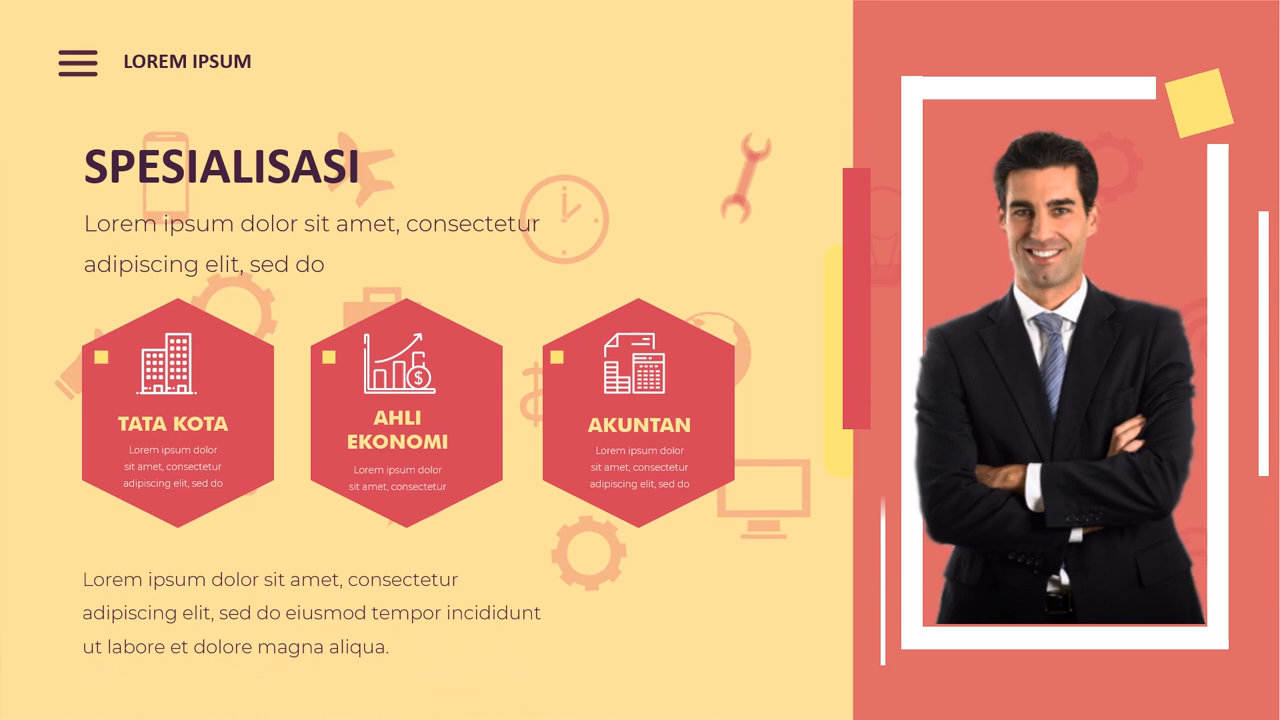 LOREM IPSUM
SPESIALISASI
Lorem ipsum dolor sit amet, consectetur
adipiscing elit, sed do
TATA KOTA
Lorem ipsum dolor
sit amet, consectetur
adipiscing elit, sed do
AHLI
EKONOMI
Lorem ipsum dolor
sit amet, consectetur
AKUNTAN
Lorem ipsum dolor
sit amet, consectetur
adipiscing elit, sed do
Lorem ipsum dolor sit amet, consectetur
adipiscing elit, sed do eiusmod tempor incididunt
ut labore et dolore magna aliqua.